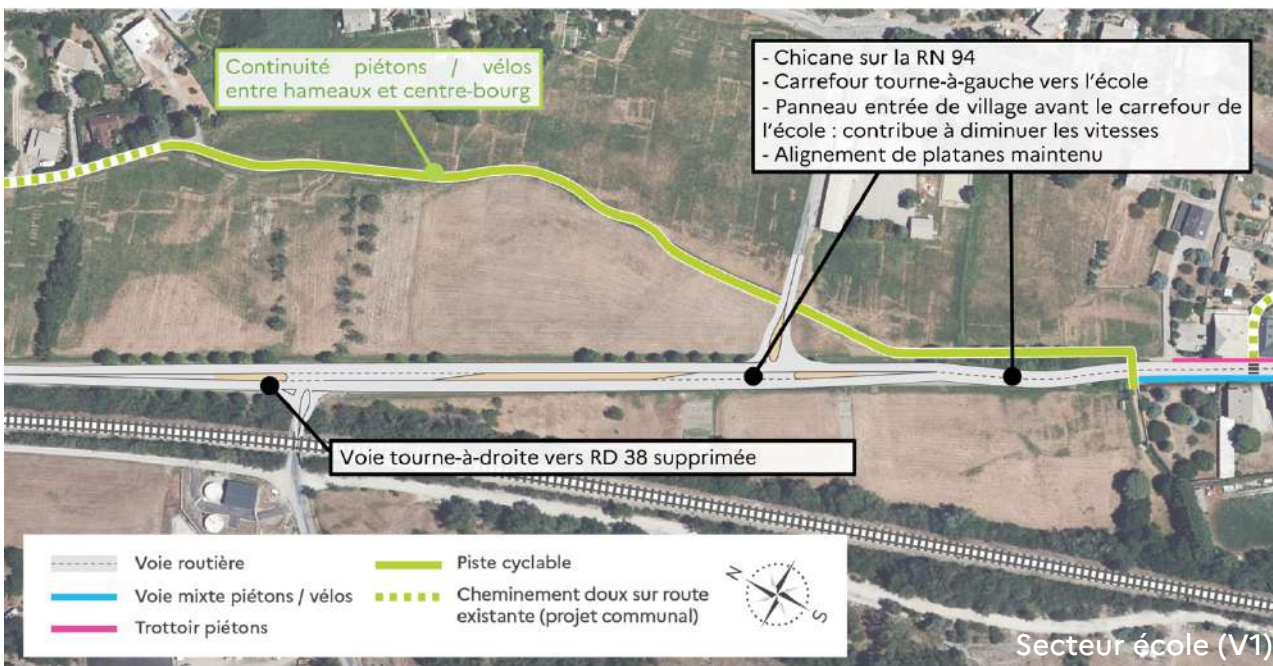 Continuité piétons / vélos
entre hameaux et centre-bourg
- Chicane sur la RN 94
- Carrefour tourne-à-gauche vers l'école
- Panneau entrée de village avant le carrefour de
l'école : contribue à diminuer les vitesses
- Alignement de platanes maintenu
Voie tourne-à-droite vers RD 38 supprimée
Voie routière
Voie mixte piétons / vélos
Trottoir piétons
Piste cyclable
Cheminement doux sur route
existante (projet communal)
N
S
Secteur école (V1)